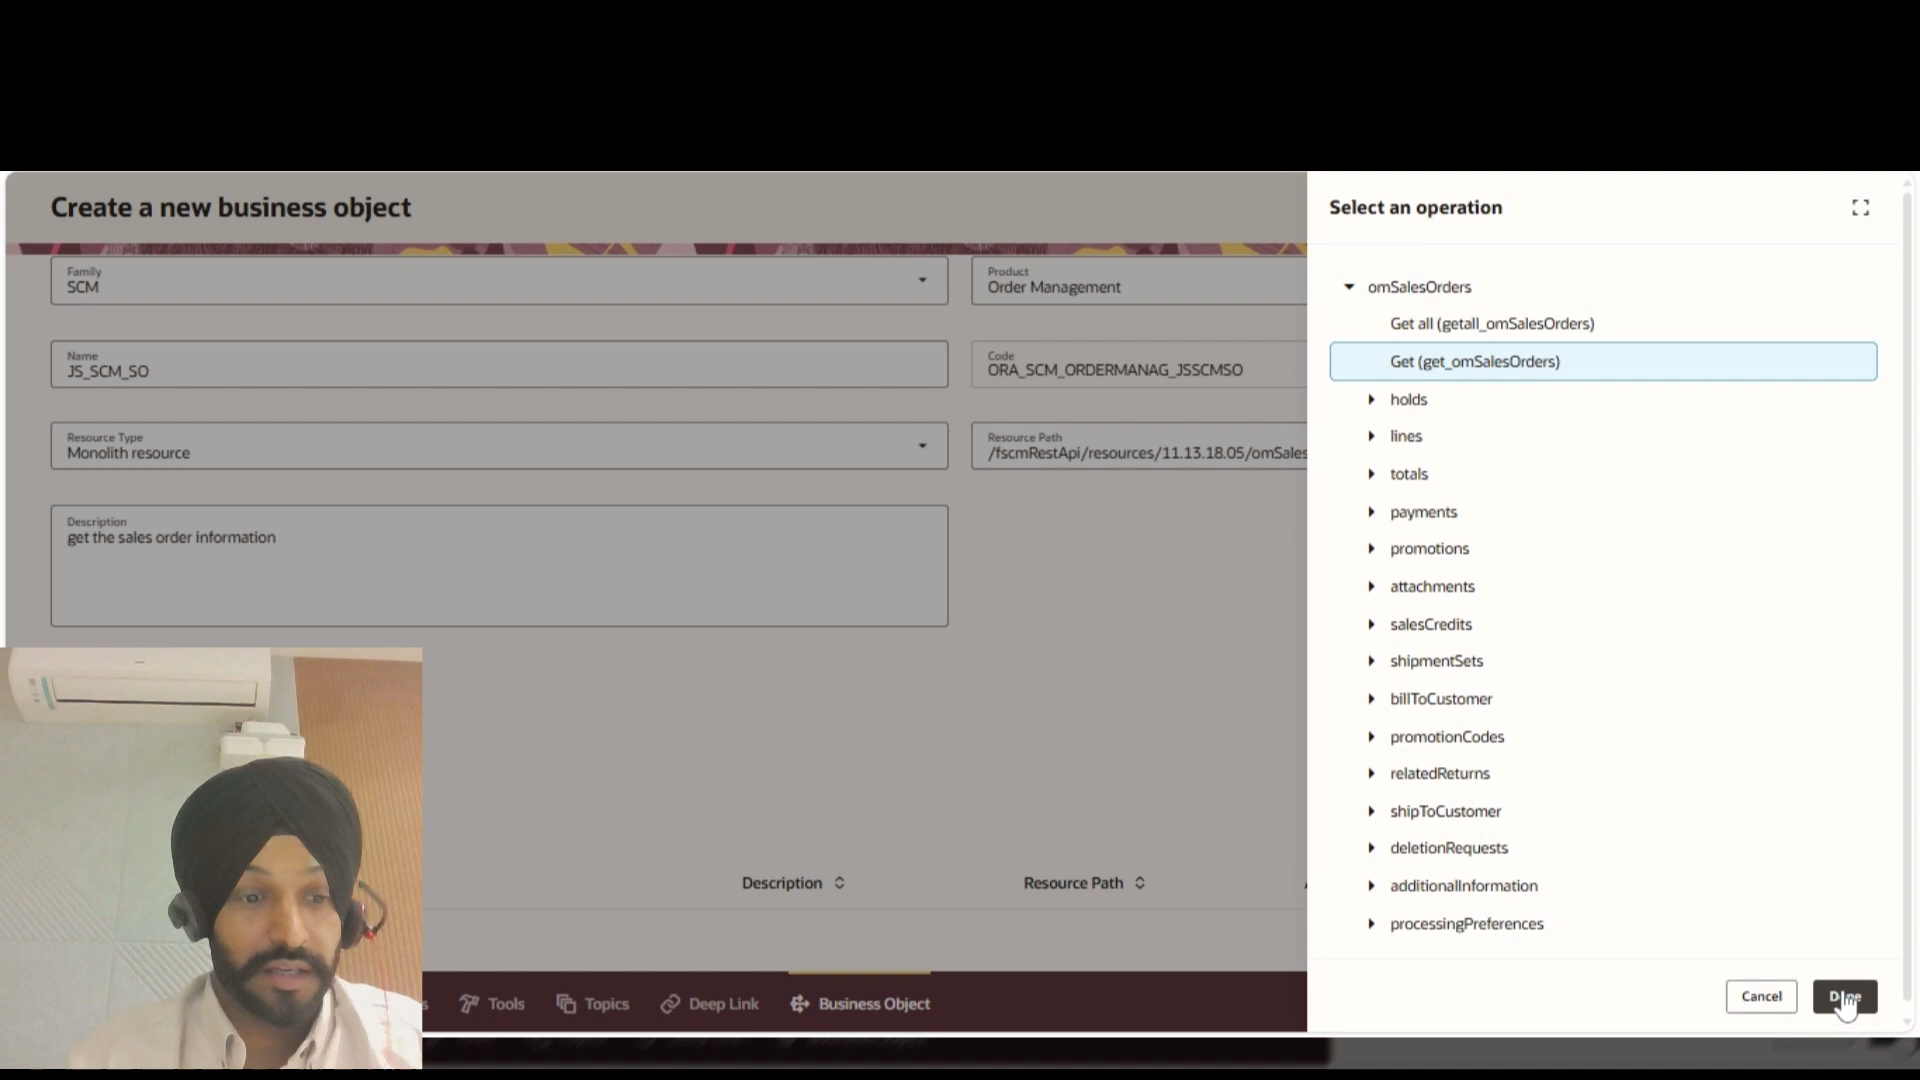 Create a new business object
Family
SCM
Product
Order Management
Name
JS_SCM_SO
Code
ORA_SCM_ORDERMANAG_JSSCMSO
Resource Type
Monolith resource
Resource Path
/fscmRestApi/resources/11.13.18.05/omSales
Description
get the sales order information
Description
Resource Path
Tools
Topics
Deep Link
Business Object
Select an operation
omSalesOrders
Get all (getall_omSalesOrders)
Get (get_omSalesOrders)
holds
lines
totals
payments
promotions
attachments
salesCredits
shipmentSets
billToCustomer
promotionCodes
relatedReturns
shipToCustomer
deletionRequests
additionalInformation
processingPreferences
Cancel